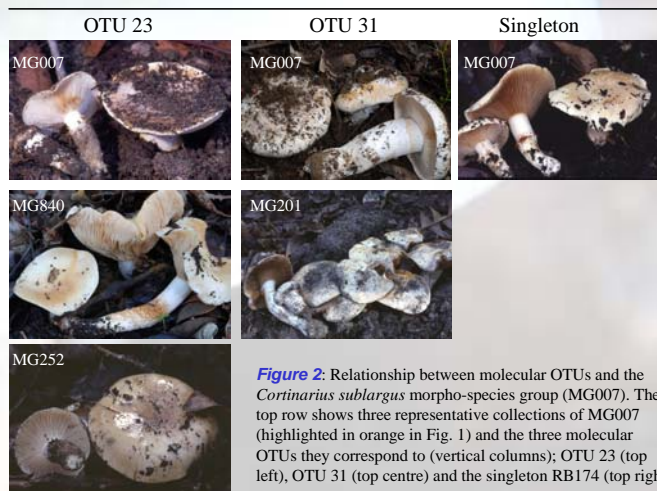 OTU 23 OTU 31 Singleton
MG007 MG007 MG007
MG840 MG201
MG252
Figure 2: Relationship between molecular OTUs and the
Cortinarius sublargus morpho-species group (MG007). The
top row shows three representative collections of MG007
(highlighted in orange in Fig. 1) and the three molecular
OTUs they correspond to (vertical columns); OTU 23 (top
left), OTU 31 (top centre) and the singleton RB174 (top righ